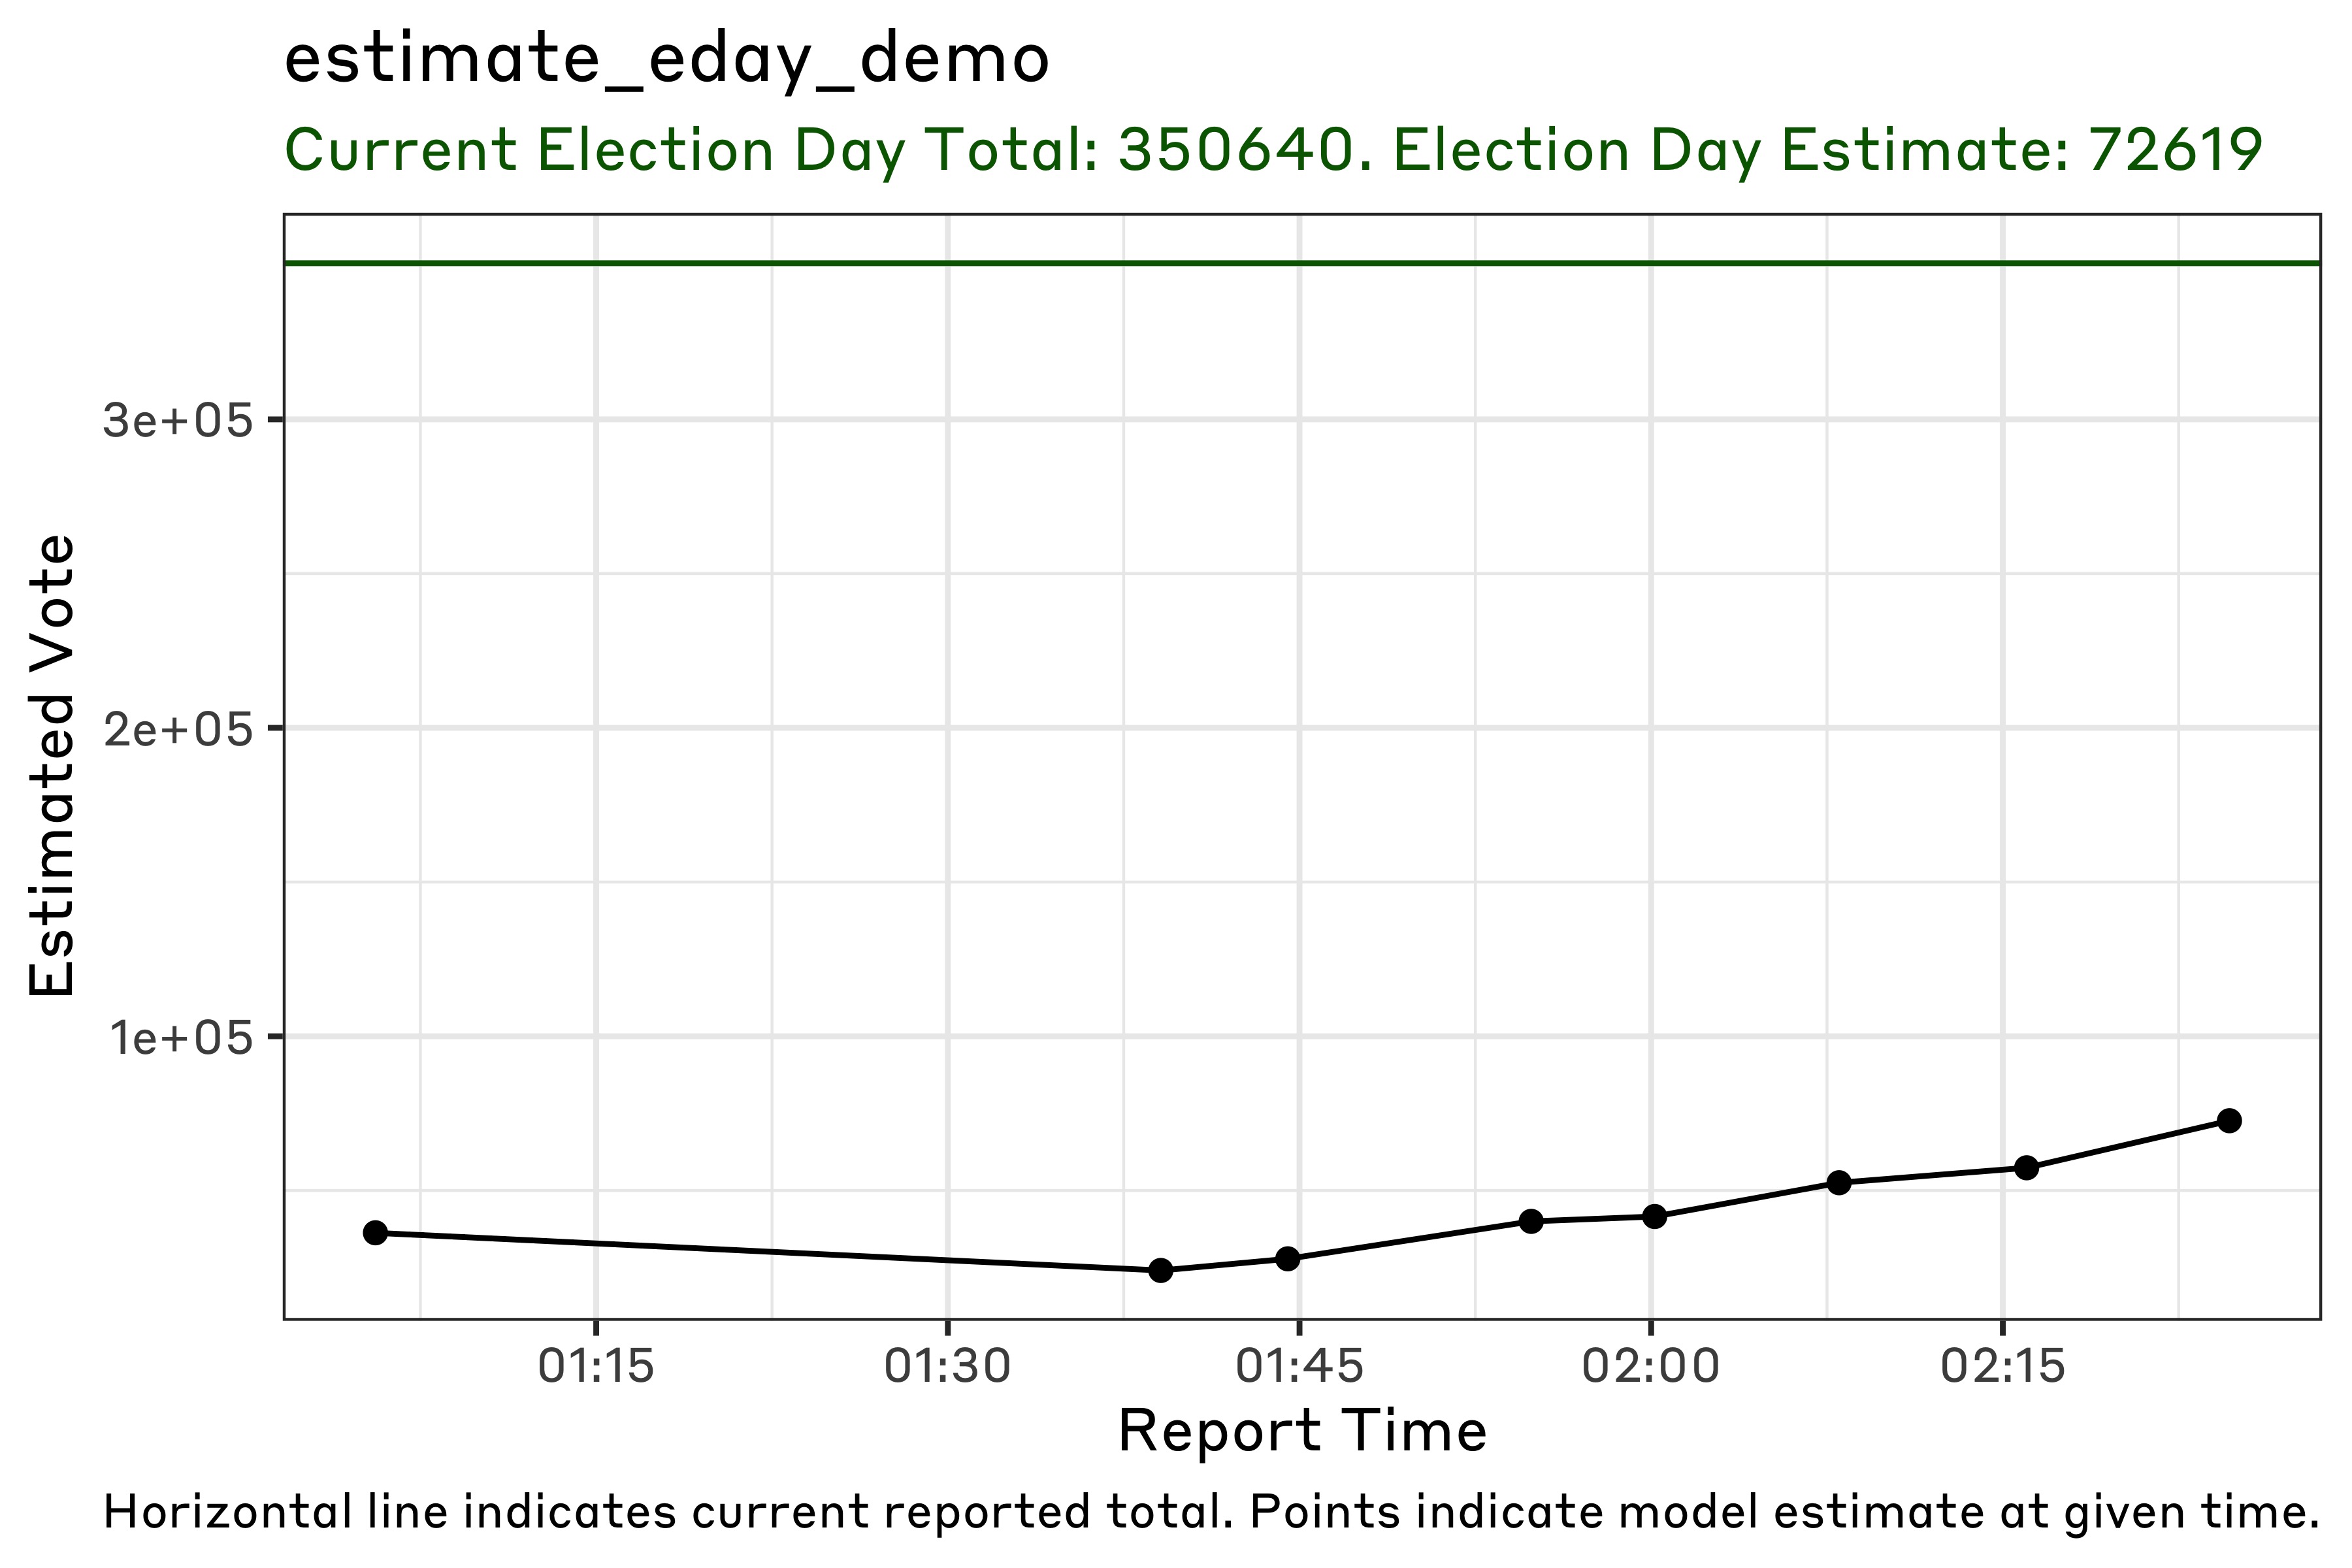 estimate_eday_demo
Current Election Day Total: 350640. Election Day Estimate: 72619
Estimated Vote
3e+05
2e+05
1e+05
01:15 01:30 01:45 02:00 02:15
Report Time
Horizontal line indicates current reported total. Points indicate model estimate at given time.